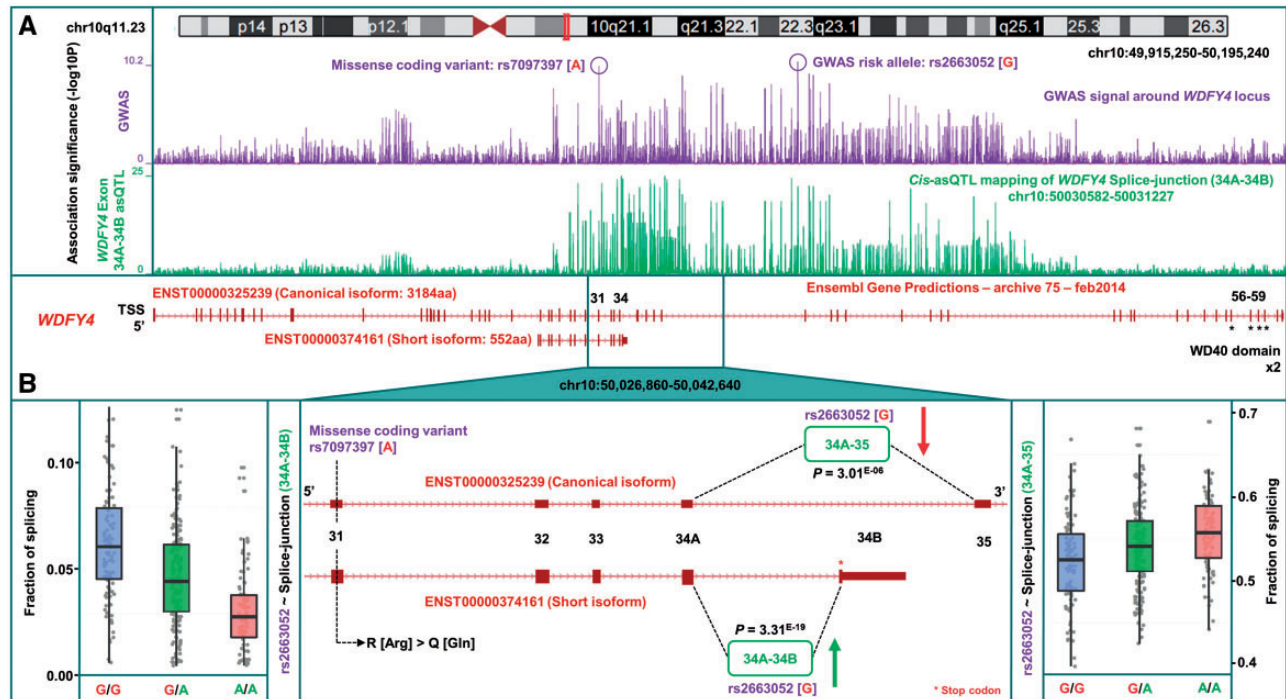 A
chr10q11.23
p14
p13
p12.1
10q21.1
q21.3
22.1
22.3
q23.1
q25.1
25.3
26.3
chr10:49,915,250-50,195,240
Association significance (-log10P)
GWAS
10.2
0
Missense coding variant: rs7097397 [A]
GWAS risk allele: rs2663052 [G]
GWAS signal around WDFY4 locus
WDFY4 Exon
34A-34B asQTL
25
0
Cis-asQTL mapping of WDFY4 Splice-junction (34A-34B)
chr10:50030582-50031227
ENST00000325239 (Canonical isoform: 3184aa)
31 34
Ensembl Gene Predictions – archive 75 – feb2014
56-59
WDFY4
TSS
5'
* * * *
ENST00000374161 (Short isoform: 552aa)
WD40 domain
x2
B
chr10:50,026,860-50,042,640
Fraction of splicing
0.10
0.05
0.00
G/G
G/A
A/A
rs2663052 ~ Splice-junction (34A-34B)
Missense coding variant
rs7097397 [A]
rs2663052 [G]
34A-35
P = 3.01E-06
5'
ENST00000325239 (Canonical isoform)
3'
31
32
33
34A
34B
35
*
ENST00000374161 (Short isoform)
R [Arg] > Q [Gln]
P = 3.31E-19
34A-34B
rs2663052 [G]
* Stop codon
rs2663052 ~ Splice-junction (34A-35)
0.7
0.6
0.5
0.4
Fraction of splicing
G/G
G/A
A/A